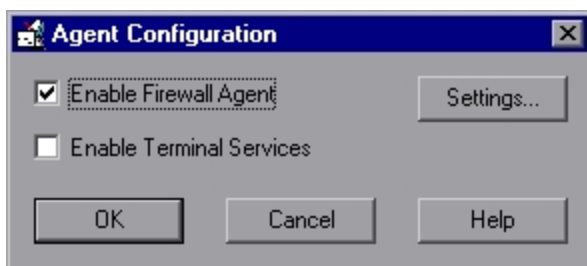 Agent Configuration
Enable Firewall Agent
Settings...
Enable Terminal Services
OK
Cancel
Help